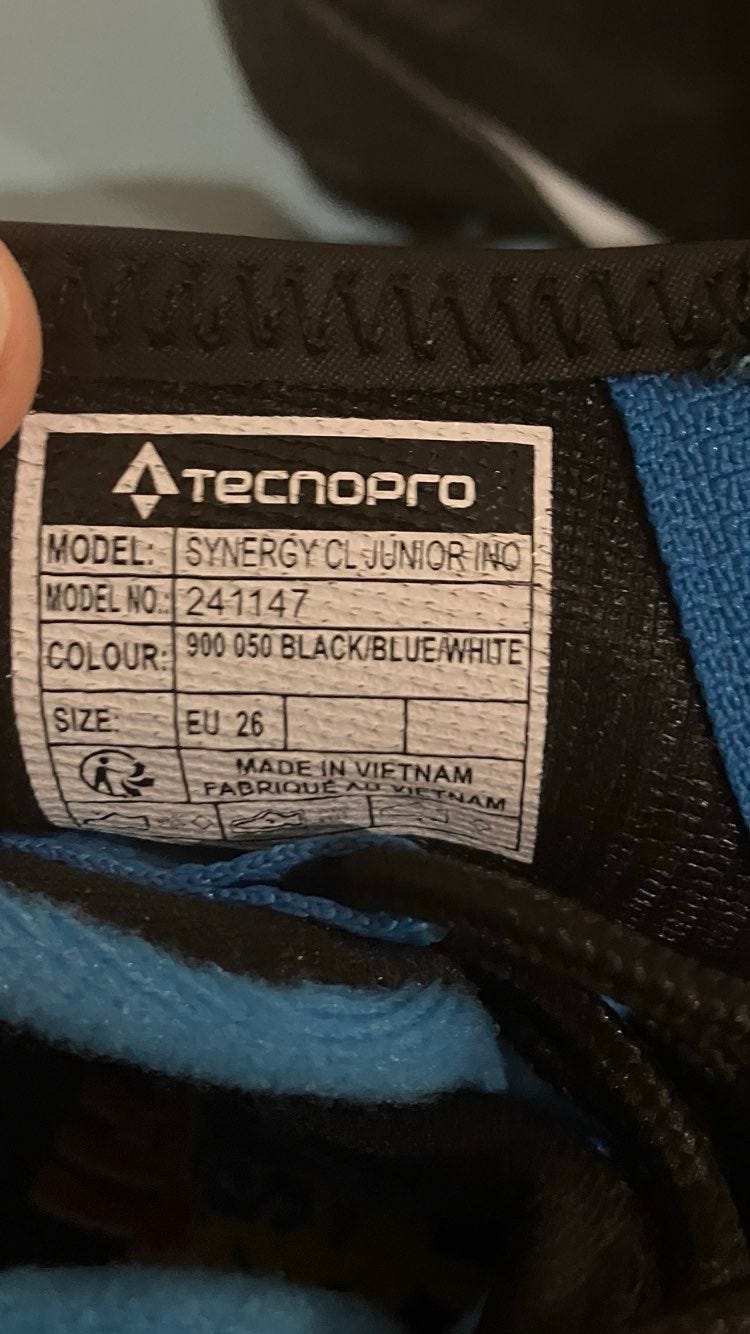 TECNOPRO
MODEL: SYNERGY CL JUNIOR INO
MODEL NO.: 241147
COLOUR: 900 050 BLACK/BLUE/WHITE
SIZE: EU 26
MADE IN VIETNAM
FABRIQUÉ AU VIETNAM